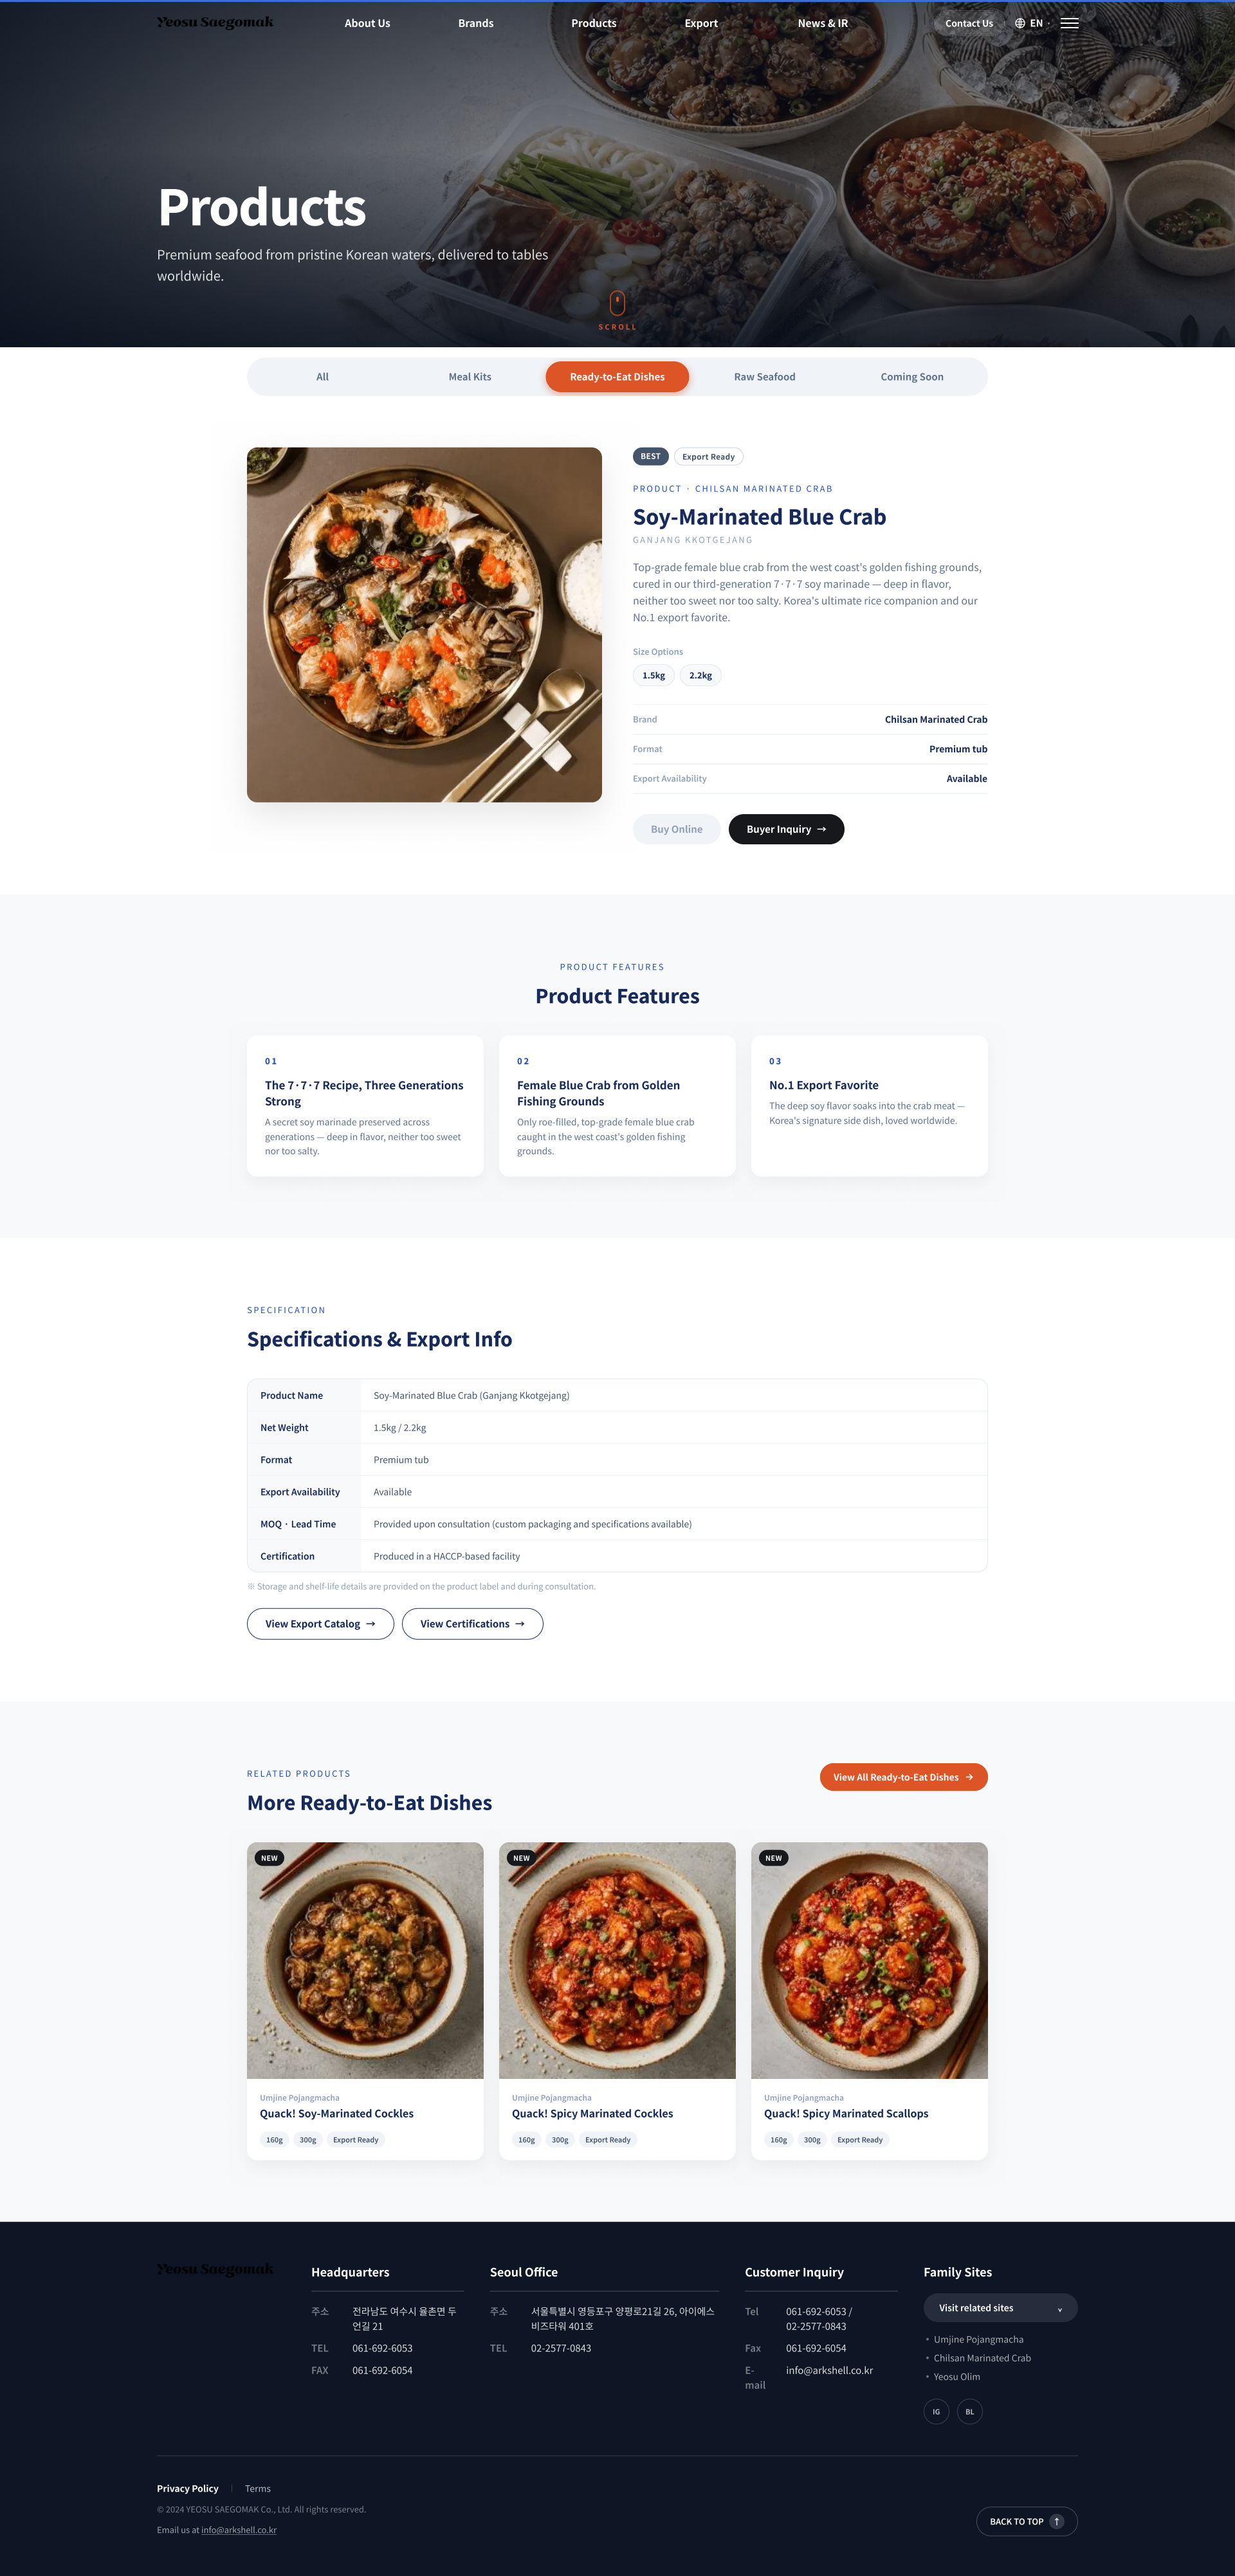 Yeosu Saegomak
About Us
Brands
Products
Export
News & IR
Contact Us
EN
Products
Premium seafood from pristine Korean waters, delivered to tables
worldwide.
SCROLL
All
Meal Kits
Ready-to-Eat Dishes
Raw Seafood
Coming Soon
BEST
Export Ready
PRODUCT · CHILSAN MARINATED CRAB
Soy-Marinated Blue Crab
GANJANG KKOTGEJANG
Top-grade female blue crab from the west coast's golden fishing grounds,
cured in our third-generation 7·7·7 soy marinade — deep in flavor,
neither too sweet nor too salty. Korea's ultimate rice companion and our
No.1 export favorite.
Size Options
1.5kg
2.2kg
Brand
Chilsan Marinated Crab
Format
Premium tub
Export Availability
Available
Buy Online
Buyer Inquiry →
PRODUCT FEATURES
Product Features
01
The 7·7·7 Recipe, Three Generations
Strong
A secret soy marinade preserved across
generations — deep in flavor, neither too sweet
nor too salty.
02
Female Blue Crab from Golden
Fishing Grounds
Only roe-filled, top-grade female blue crab
caught in the west coast's golden fishing
grounds.
03
No.1 Export Favorite
The deep soy flavor soaks into the crab meat —
Korea's signature side dish, loved worldwide.
SPECIFICATION
Specifications & Export Info
Product Name
Soy-Marinated Blue Crab (Ganjang Kkotgejang)
Net Weight
1.5kg / 2.2kg
Format
Premium tub
Export Availability
Available
MOQ · Lead Time
Provided upon consultation (custom packaging and specifications available)
Certification
Produced in a HACCP-based facility
※ Storage and shelf-life details are provided on the product label and during consultation.
View Export Catalog →
View Certifications →
RELATED PRODUCTS
More Ready-to-Eat Dishes
View All Ready-to-Eat Dishes →
NEW
Umjine Pojangmacha
Quack! Soy-Marinated Cockles
160g
300g
Export Ready
NEW
Umjine Pojangmacha
Quack! Spicy Marinated Cockles
160g
300g
Export Ready
NEW
Umjine Pojangmacha
Quack! Spicy Marinated Scallops
160g
300g
Export Ready
Yeosu Saegomak
Headquarters
주소
전라남도 여수시 율촌면 두
언길 21
TEL
061-692-6053
FAX
061-692-6054
Seoul Office
주소
서울특별시 영등포구 양평로21길 26, 아이에스
비즈타워 401호
TEL
02-2577-0843
Customer Inquiry
Tel
061-692-6053 /
02-2577-0843
Fax
061-692-6054
E-
mail
info@arkshell.co.kr
Family Sites
Visit related sites
• Umjine Pojangmacha
• Chilsan Marinated Crab
• Yeosu Olim
IG
BL
Privacy Policy
Terms
© 2024 YEOSU SAEGOMAK Co., Ltd. All rights reserved.
Email us at info@arkshell.co.kr
BACK TO TOP ↑